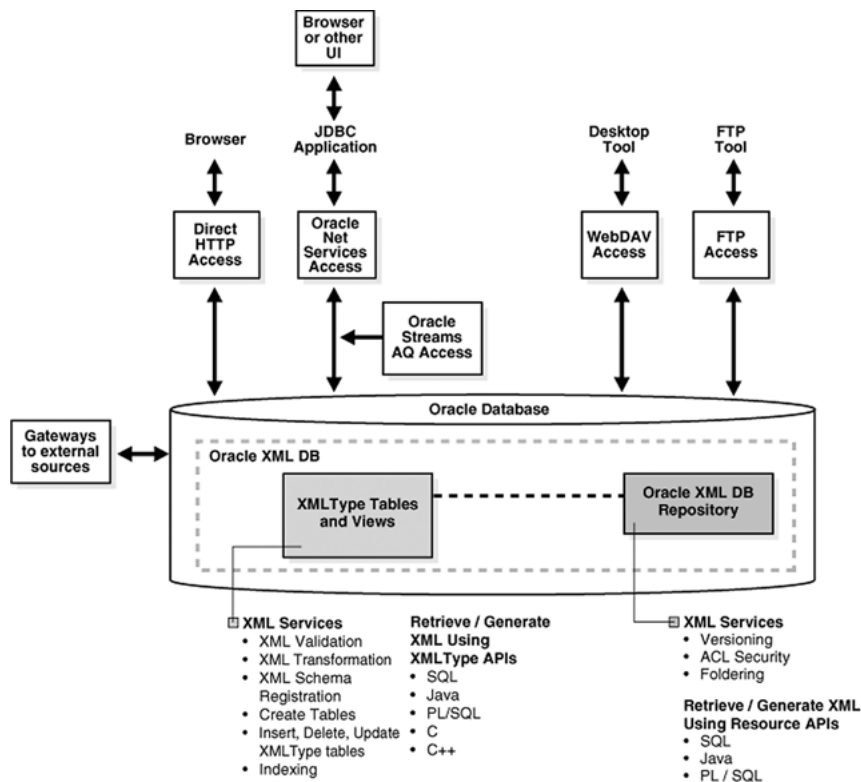 Browser
or other
UI
Browser
JDBC
Application
Desktop
Tool
FTP
Tool
Direct
HTTP
Access
Oracle
Net
Services
Access
WebDAV
Access
FTP
Access
Oracle
Streams
AQ Access
Oracle Database
Gateways
to external
sources
Oracle XML DB
XMLType Tables
and Views
Oracle XML DB
Repository
XML Services
• XML Validation
• XML Transformation
• XML Schema
Registration
• Create Tables
• Insert, Delete, Update
XMLType tables
• Indexing
Retrieve / Generate
XML Using
XMLType APIs
• SQL
• Java
• PL/SQL
• C
• C++
XML Services
• Versioning
• ACL Security
• Foldering
Retrieve / Generate XML
Using Resource APIs
• SQL
• Java
• PL / SQL